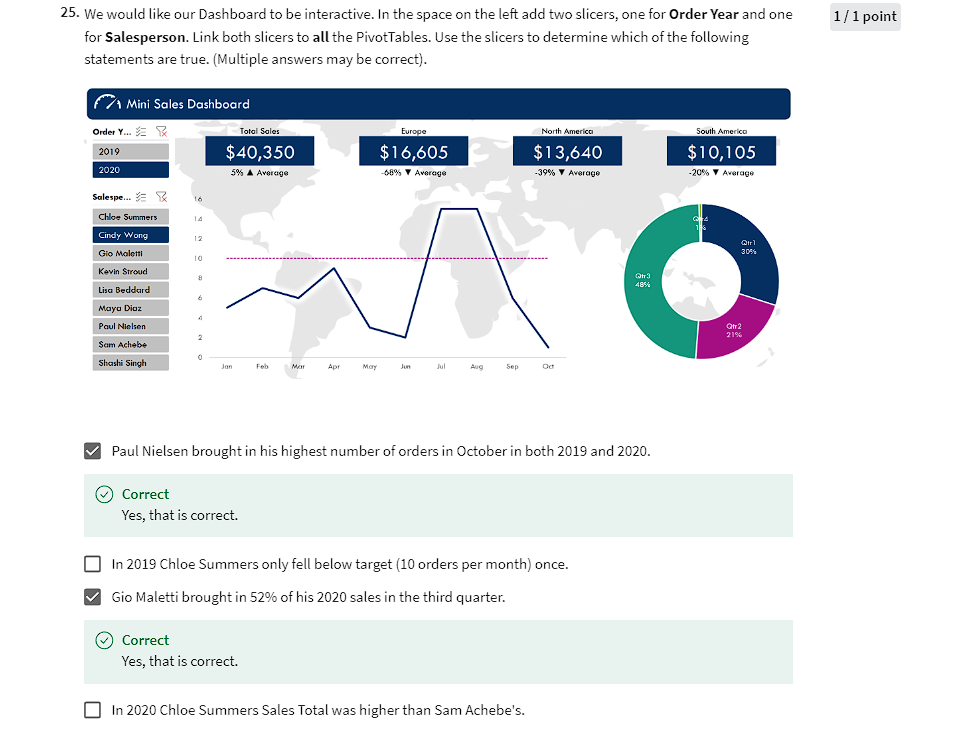 25. We would like our Dashboard to be interactive. In the space on the left add two slicers, one for Order Year and one
for Salesperson. Link both slicers to all the PivotTables. Use the slicers to determine which of the following
statements are true. (Multiple answers may be correct).
1 / 1 point
Mini Sales Dashboard
Order Y...
2019
2020
Salespe...
Chloe Summers
Cindy Wong
Gio Maletti
Kevin Stroud
Lisa Beddard
Maya Diaz
Paul Nielsen
Sam Achebe
Shashi Singh
Total Sales
$40,350
5% ▲ Average
Europe
$16,605
-68% ▼ Average
North America
$13,640
-39% ▼ Average
South America
$10,105
-20% ▼ Average
16
14
12
10
8
6
4
2
0
Jan Feb Mar Apr May Jun Jul Aug Sep Oct
Qtr4
1%
Qtr1
30%
Qtr3
48%
Qtr2
21%
Paul Nielsen brought in his highest number of orders in October in both 2019 and 2020.
Correct
Yes, that is correct.
In 2019 Chloe Summers only fell below target (10 orders per month) once.
Gio Maletti brought in 52% of his 2020 sales in the third quarter.
Correct
Yes, that is correct.
In 2020 Chloe Summers Sales Total was higher than Sam Achebe's.